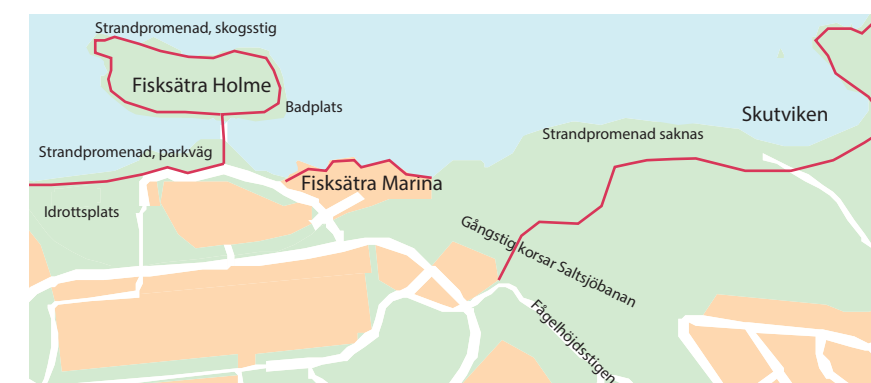 Strandpromenad, skogsstig
Fisksätra Holme
Badplats
Skutviken
Strandpromenad saknas
Strandpromenad, parkväg
Fisksätra Marina
Idrottsplats
Gångstig korsar Saltsjöbanan
Fågelhöjdsstigen